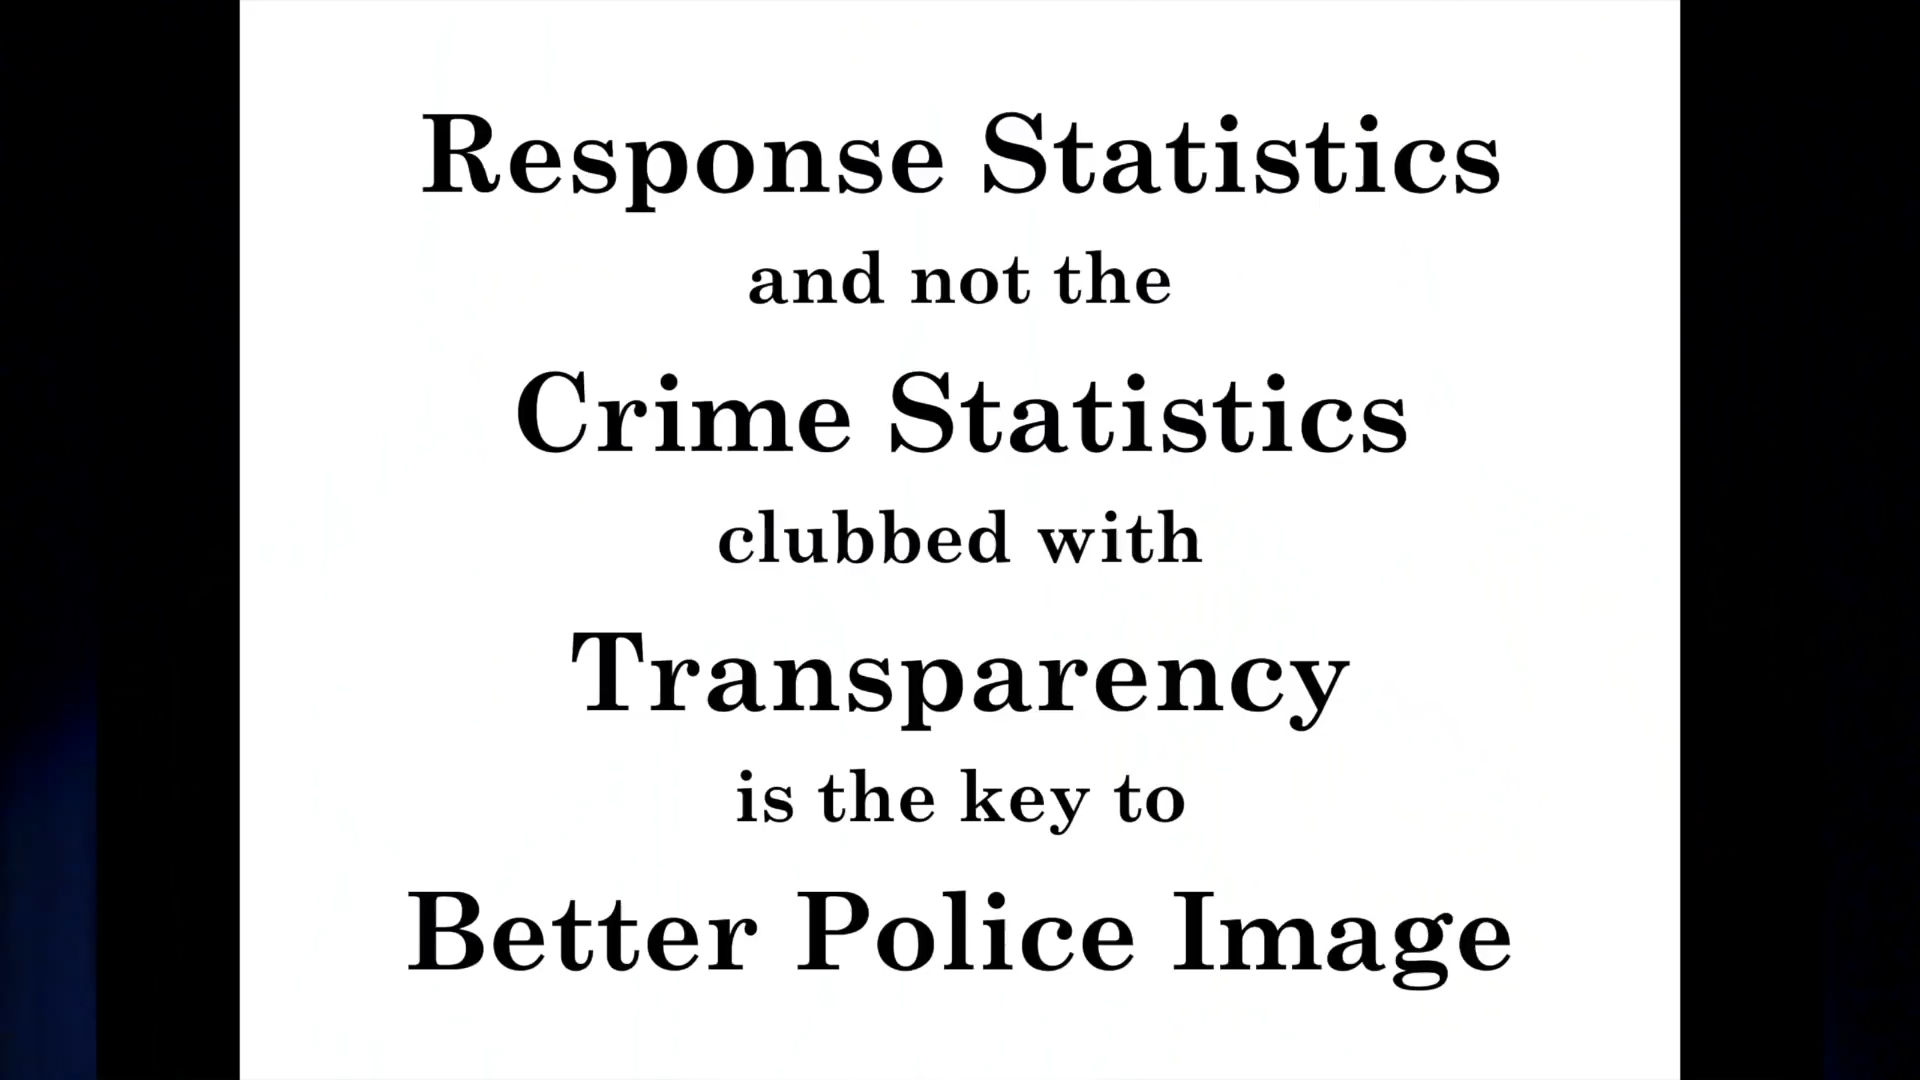 Response Statistics
and not the
Crime Statistics
clubbed with
Transparency
is the key to
Better Police Image